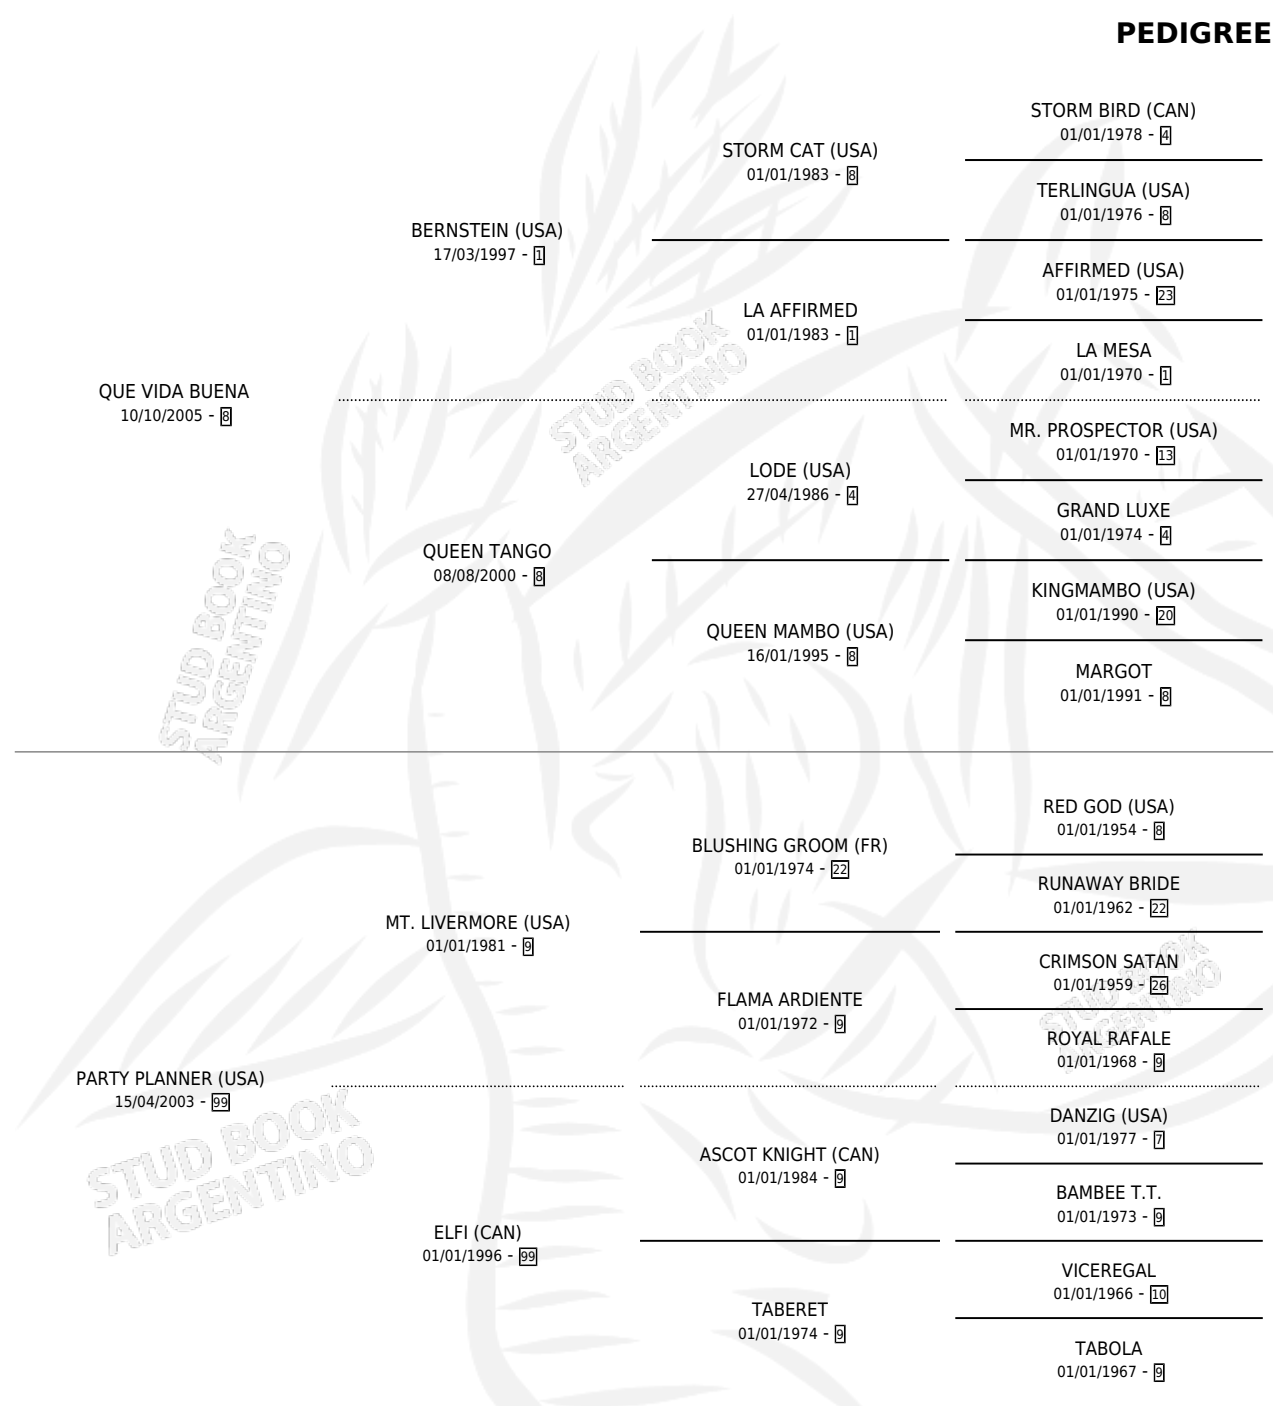 PEDIGREE
STORM BIRD (CAN)
01/01/1978 - 4
STORM CAT (USA)
01/01/1983 - 8
TERLINGUA (USA)
01/01/1976 - 8
BERNSTEIN (USA)
17/03/1997 - 1
AFFIRMED (USA)
01/01/1975 - 23
LA AFFIRMED
01/01/1983 - 1
LA MESA
01/01/1970 - 1
QUE VIDA BUENA
10/10/2005 - 8
MR. PROSPECTOR (USA)
01/01/1970 - 13
LODE (USA)
27/04/1986 - 4
GRAND LUXE
01/01/1974 - 4
QUEEN TANGO
08/08/2000 - 8
KINGMAMBO (USA)
01/01/1990 - 20
QUEEN MAMBO (USA)
16/01/1995 - 8
MARGOT
01/01/1991 - 8
RED GOD (USA)
01/01/1954 - 8
BLUSHING GROOM (FR)
01/01/1974 - 22
RUNAWAY BRIDE
01/01/1962 - 22
MT. LIVERMORE (USA)
01/01/1981 - 9
CRIMSON SATAN
01/01/1959 - 26
FLAMA ARDIENTE
01/01/1972 - 9
ROYAL RAFALE
01/01/1968 - 9
PARTY PLANNER (USA)
15/04/2003 - 99
DANZIG (USA)
01/01/1977 - 7
ASCOT KNIGHT (CAN)
01/01/1984 - 9
BAMBEE T.T.
01/01/1973 - 9
ELFI (CAN)
01/01/1996 - 99
VICEREGAL
01/01/1966 - 10
TABERET
01/01/1974 - 9
TABOLA
01/01/1967 - 9
STUD BOOK
ARGENTINO
STUD BOOK
ARGENTINO
STUD BOOK
ARGENTINO
STUD BOOK
ARGENTINO